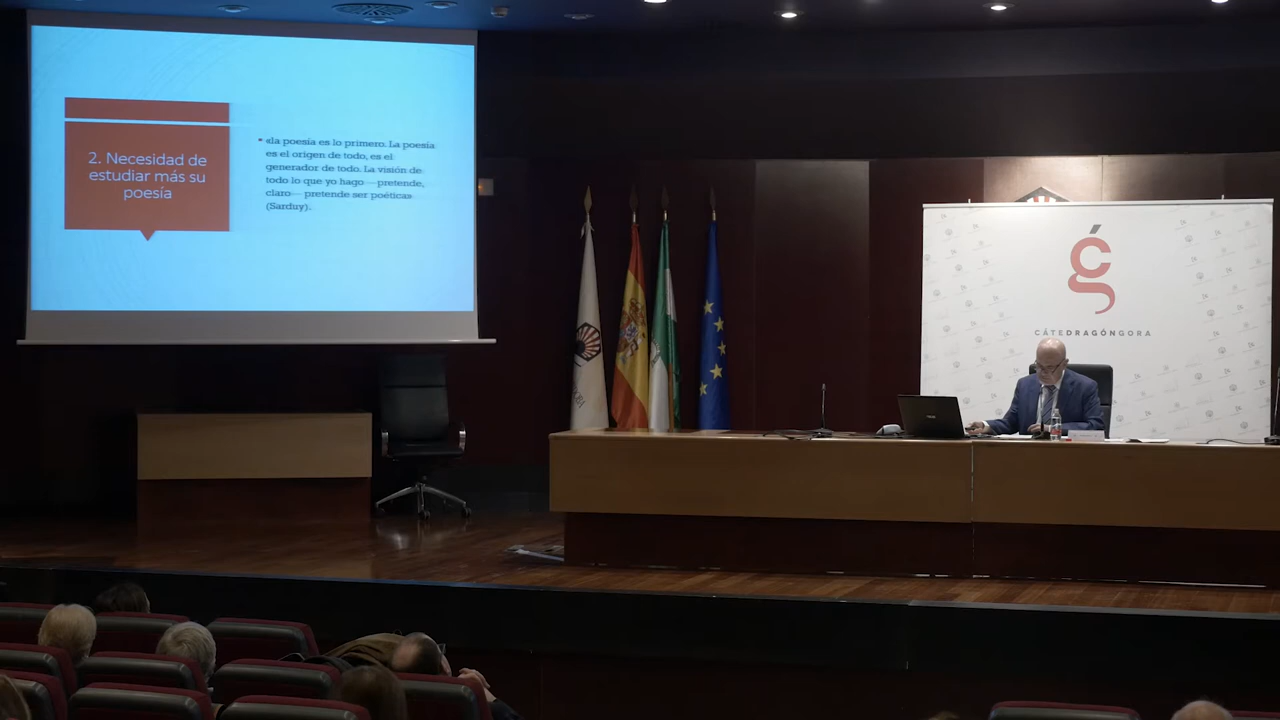 2. Necesidad de
estudiar más su
poesía
• «la poesía es lo primero. La poesía
es el origen de todo, es el
generador de todo. La visión de
todo lo que yo hago —pretende,
claro— pretende ser poética»
(Sarduy).
CÁTEDRAGÓNGORA